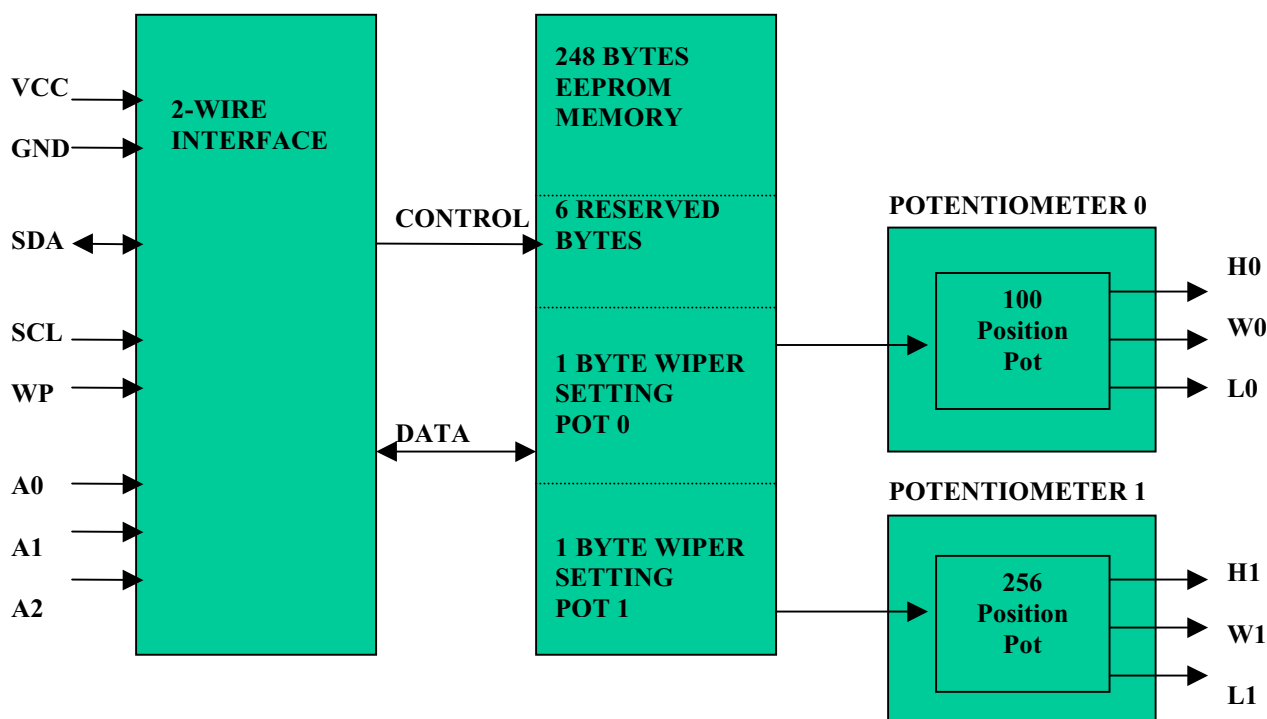 VCC
GND
SDA
SCL
WP
A0
A1
A2
2-WIRE
INTERFACE
CONTROL
DATA
248 BYTES
EEPROM
MEMORY
6 RESERVED
BYTES
1 BYTE WIPER
SETTING
POT 0
1 BYTE WIPER
SETTING
POT 1
POTENTIOMETER 0
100
Position
Pot
H0
W0
L0
POTENTIOMETER 1
256
Position
Pot
H1
W1
L1